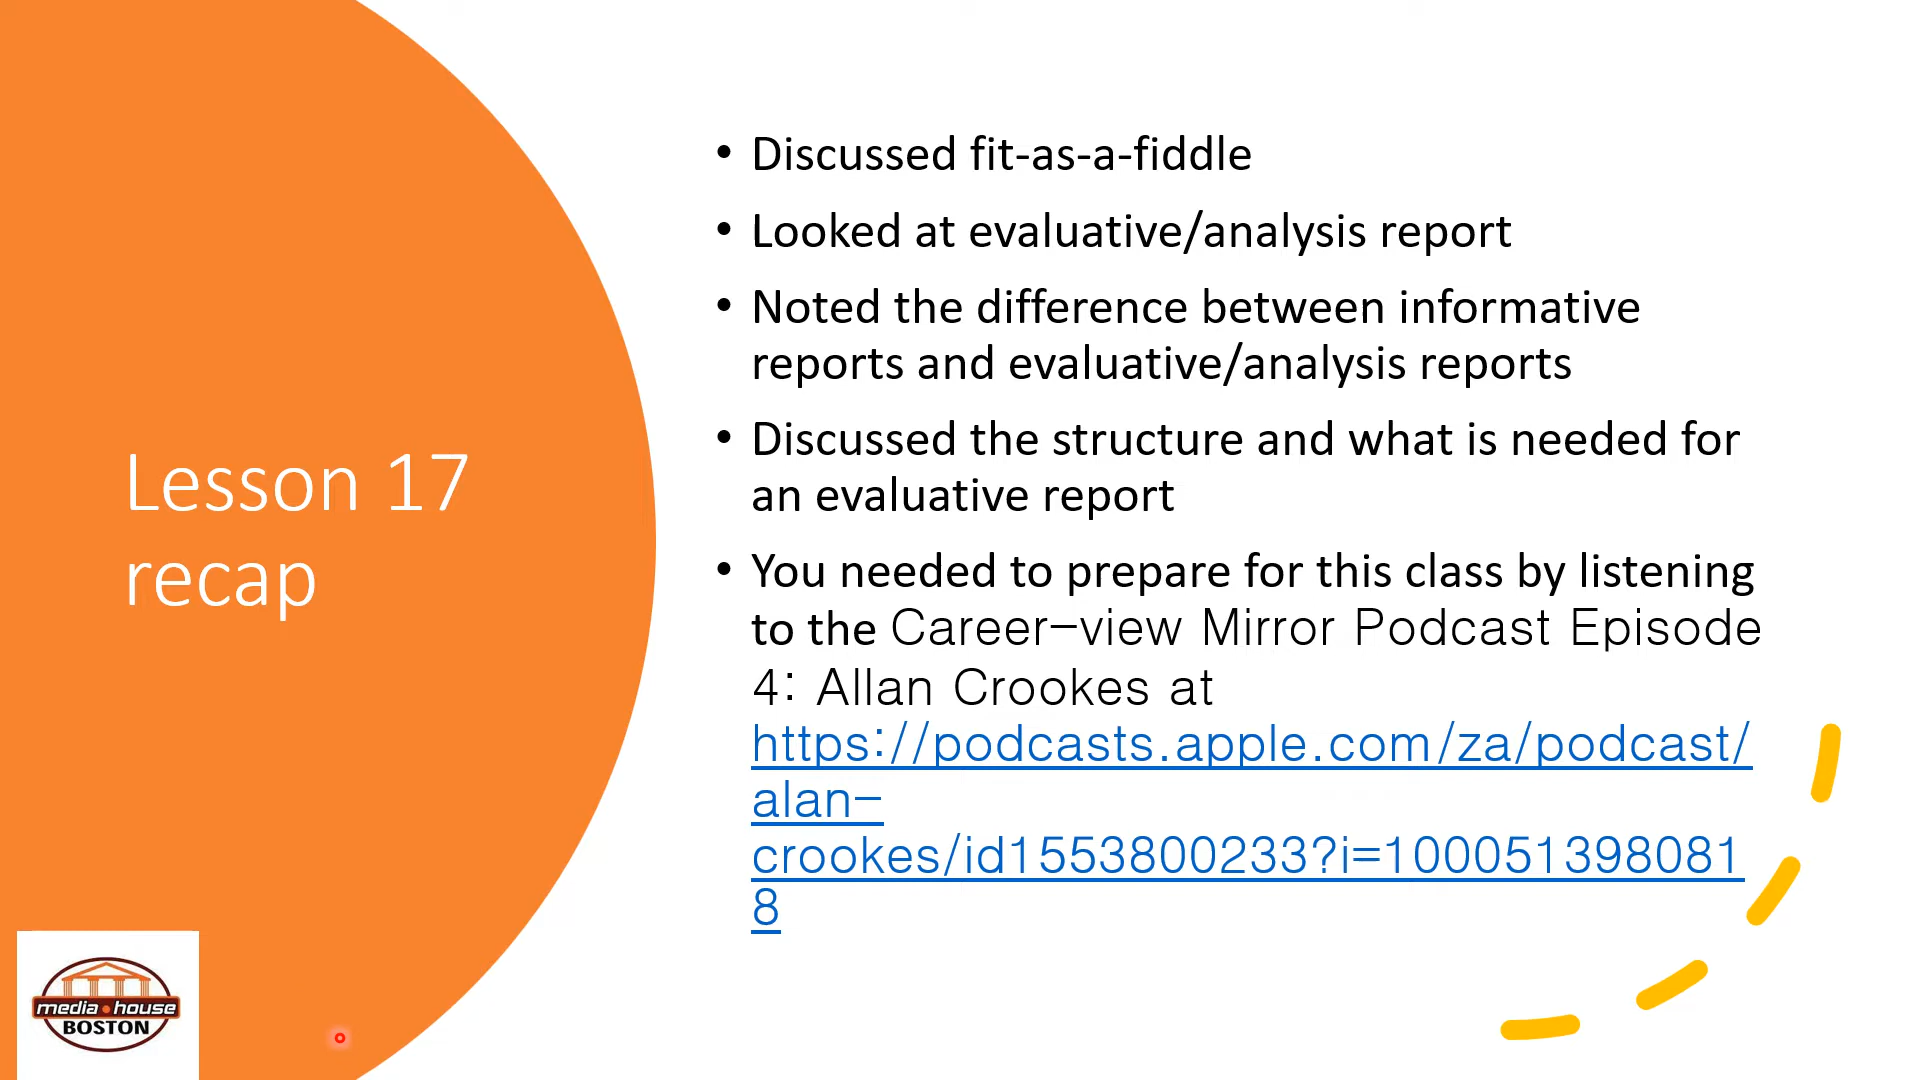 Lesson 17
recap
• Discussed fit-as-a-fiddle
• Looked at evaluative/analysis report
• Noted the difference between informative
reports and evaluative/analysis reports
• Discussed the structure and what is needed for
an evaluative report
• You needed to prepare for this class by listening
to the Career-view Mirror Podcast Episode
4: Allan Crookes at
https://podcasts.apple.com/za/podcast/
alan-
crookes/id1553800233?i=100051398081
8
media•house
BOSTON